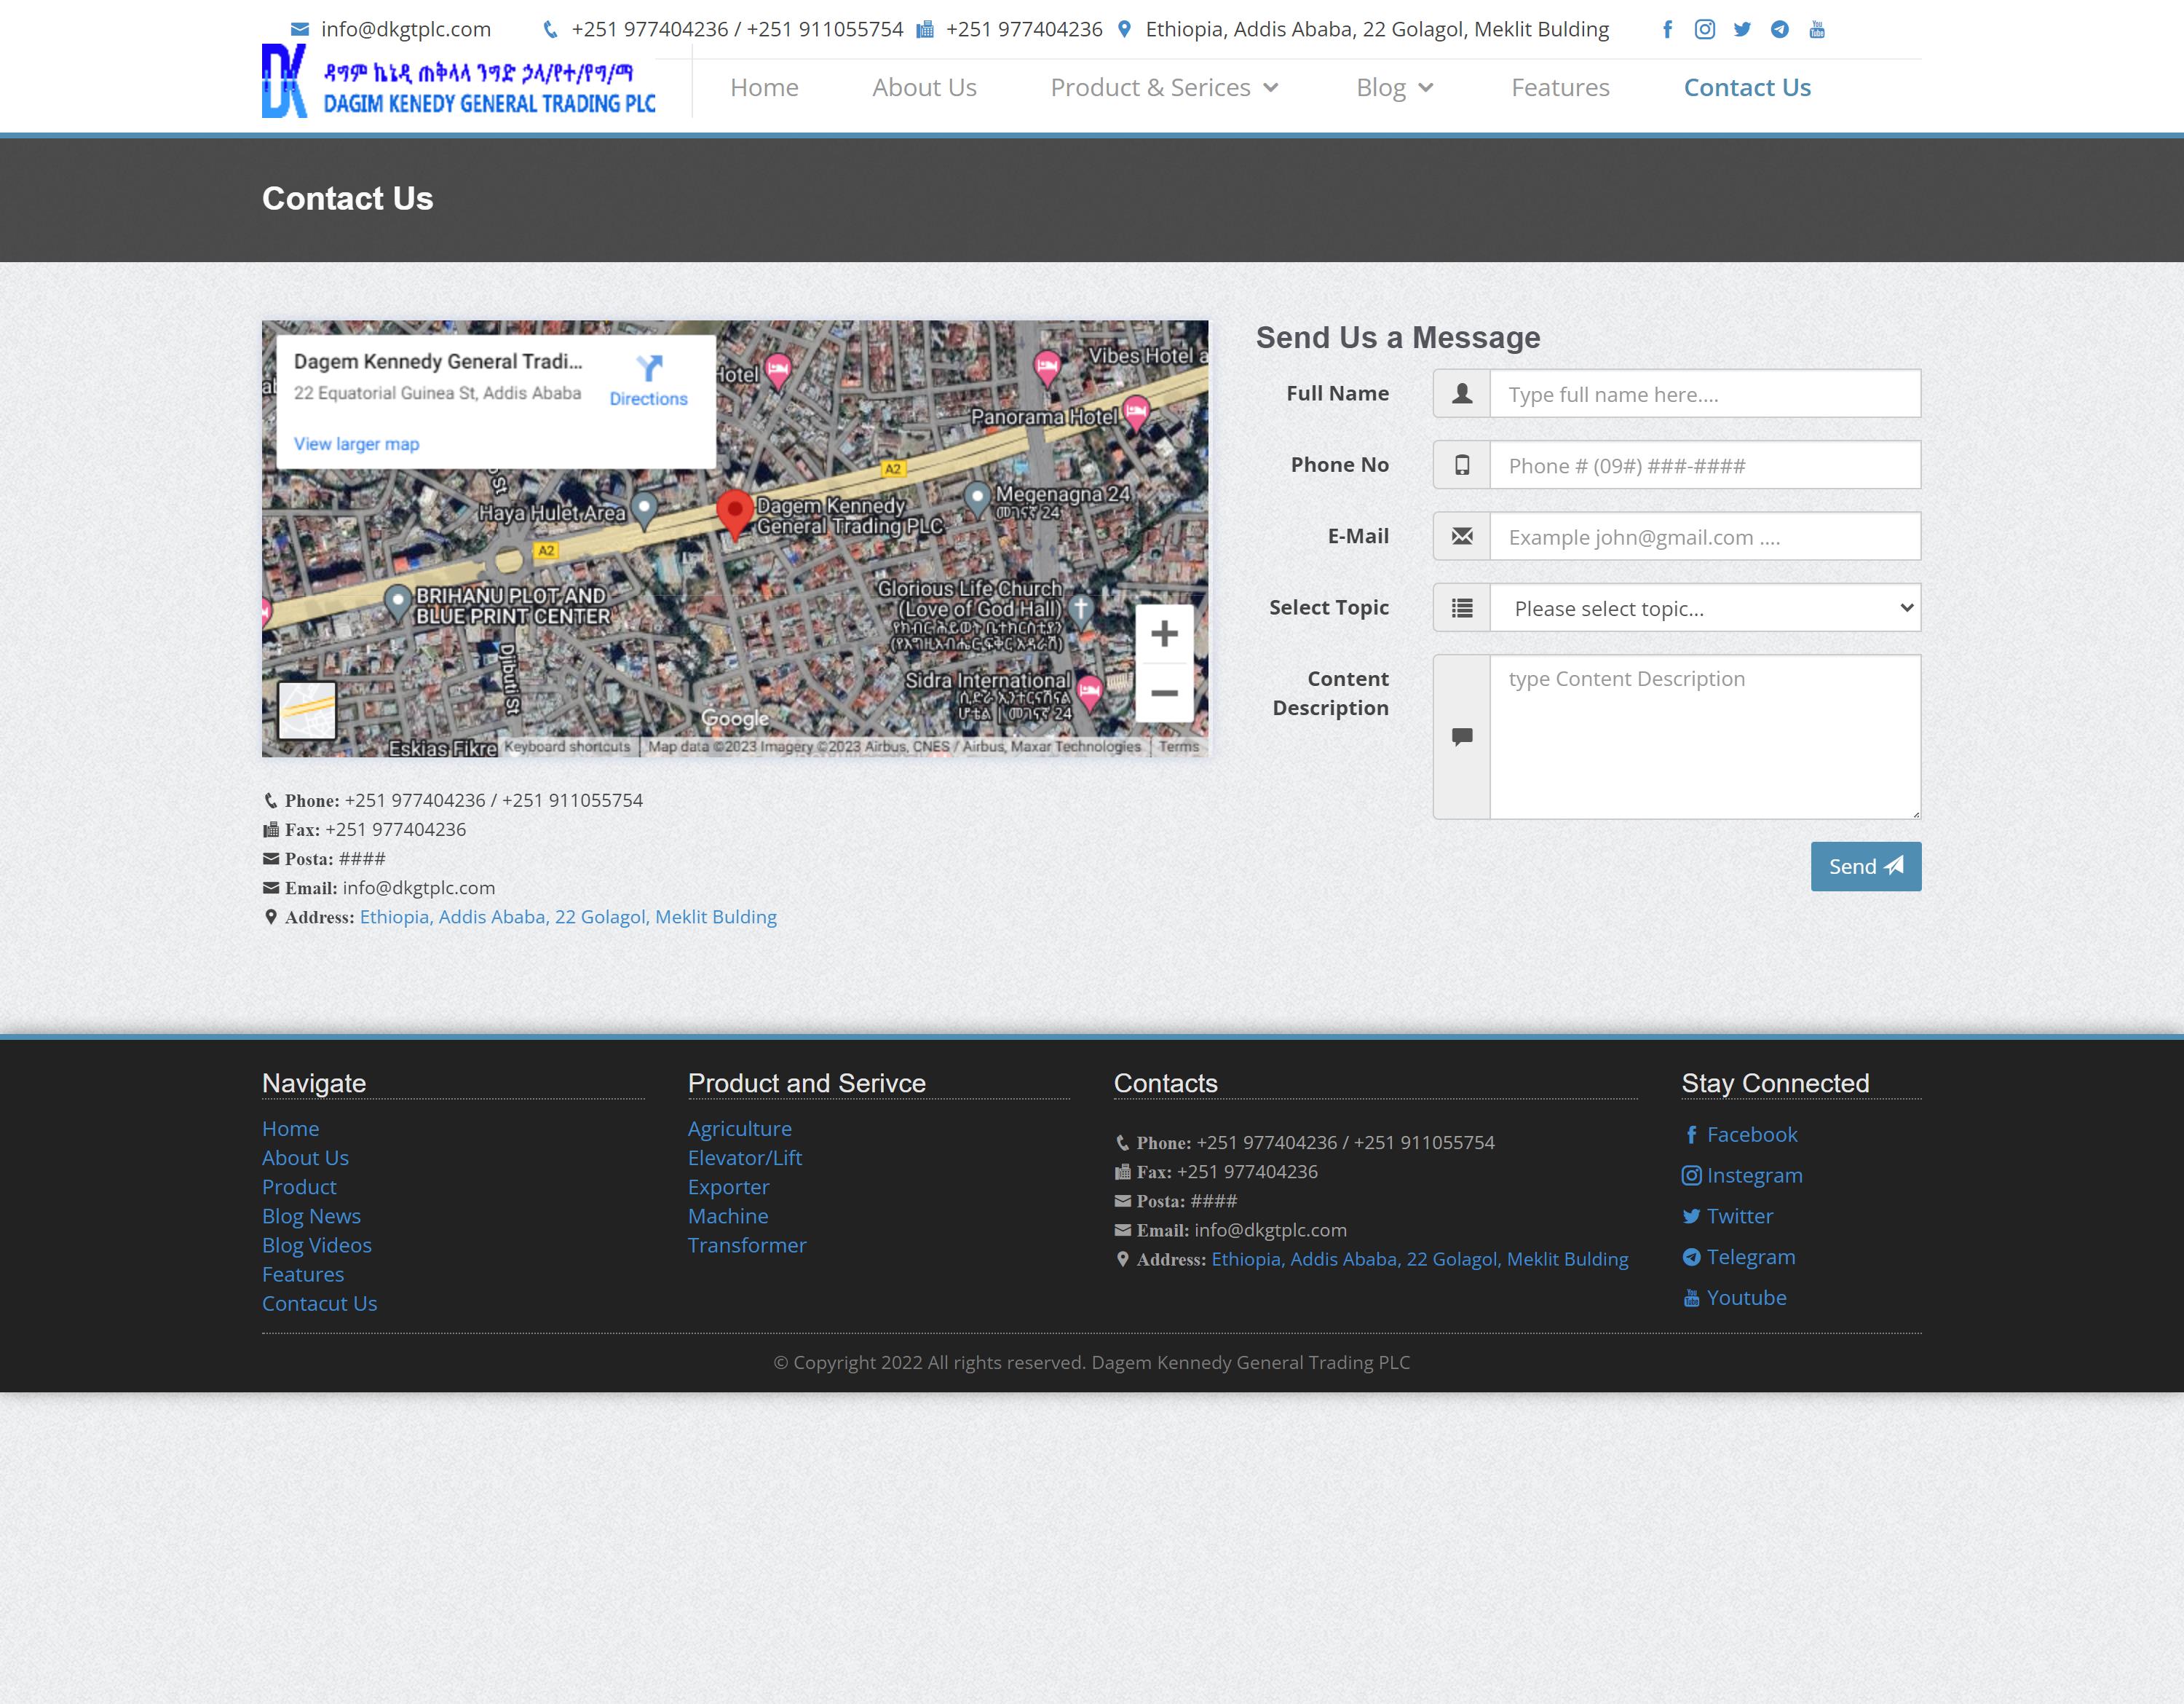 info@dkgtplc.com +251 977404236 / +251 911055754 +251 977404236 Ethiopia, Addis Ababa, 22 Golagol, Meklit Bulding
ዳግም ኬኔዲ ጠቅላላ ንግድ ኃላ/የተ/የግ/ማ
DAGIM KENEDY GENERAL TRADING PLC
Home About Us Product & Serices Blog Features Contact Us
Contact Us
Dagem Kennedy General Tradi...
22 Equatorial Guinea St, Addis Ababa
Directions
View larger map
Hotel
Vibes Hotel a
Panorama Hotel
A2
Megenagna 24
መገናኛ 24
Haya Hulet Area
Dagem Kennedy
General Trading PLC
A2
BRIHANU PLOT AND
BLUE PRINT CENTER
Glorious Life Church
(Love of God Hall)
Djibuti St
Sidra International
ሲድራ ኢንተርናሽናል
ሆቴል | መገናኛ 24
Google
Eskias Fikre
Keyboard shortcuts Map data ©2023 Imagery ©2023 Airbus, CNES / Airbus, Maxar Technologies Terms
Phone: +251 977404236 / +251 911055754
Fax: +251 977404236
Posta: ####
Email: info@dkgtplc.com
Address: Ethiopia, Addis Ababa, 22 Golagol, Meklit Bulding
Send Us a Message
Full Name Type full name here....
Phone No Phone # (09#) ###-####
E-Mail Example john@gmail.com ....
Select Topic Please select topic...
Content
Description
type Content Description
Send
Navigate
Home
About Us
Product
Blog News
Blog Videos
Features
Contacut Us
Product and Serivce
Agriculture
Elevator/Lift
Exporter
Machine
Transformer
Contacts
Phone: +251 977404236 / +251 911055754
Fax: +251 977404236
Posta: ####
Email: info@dkgtplc.com
Address: Ethiopia, Addis Ababa, 22 Golagol, Meklit Bulding
Stay Connected
Facebook
Instegram
Twitter
Telegram
Youtube
© Copyright 2022 All rights reserved. Dagem Kennedy General Trading PLC